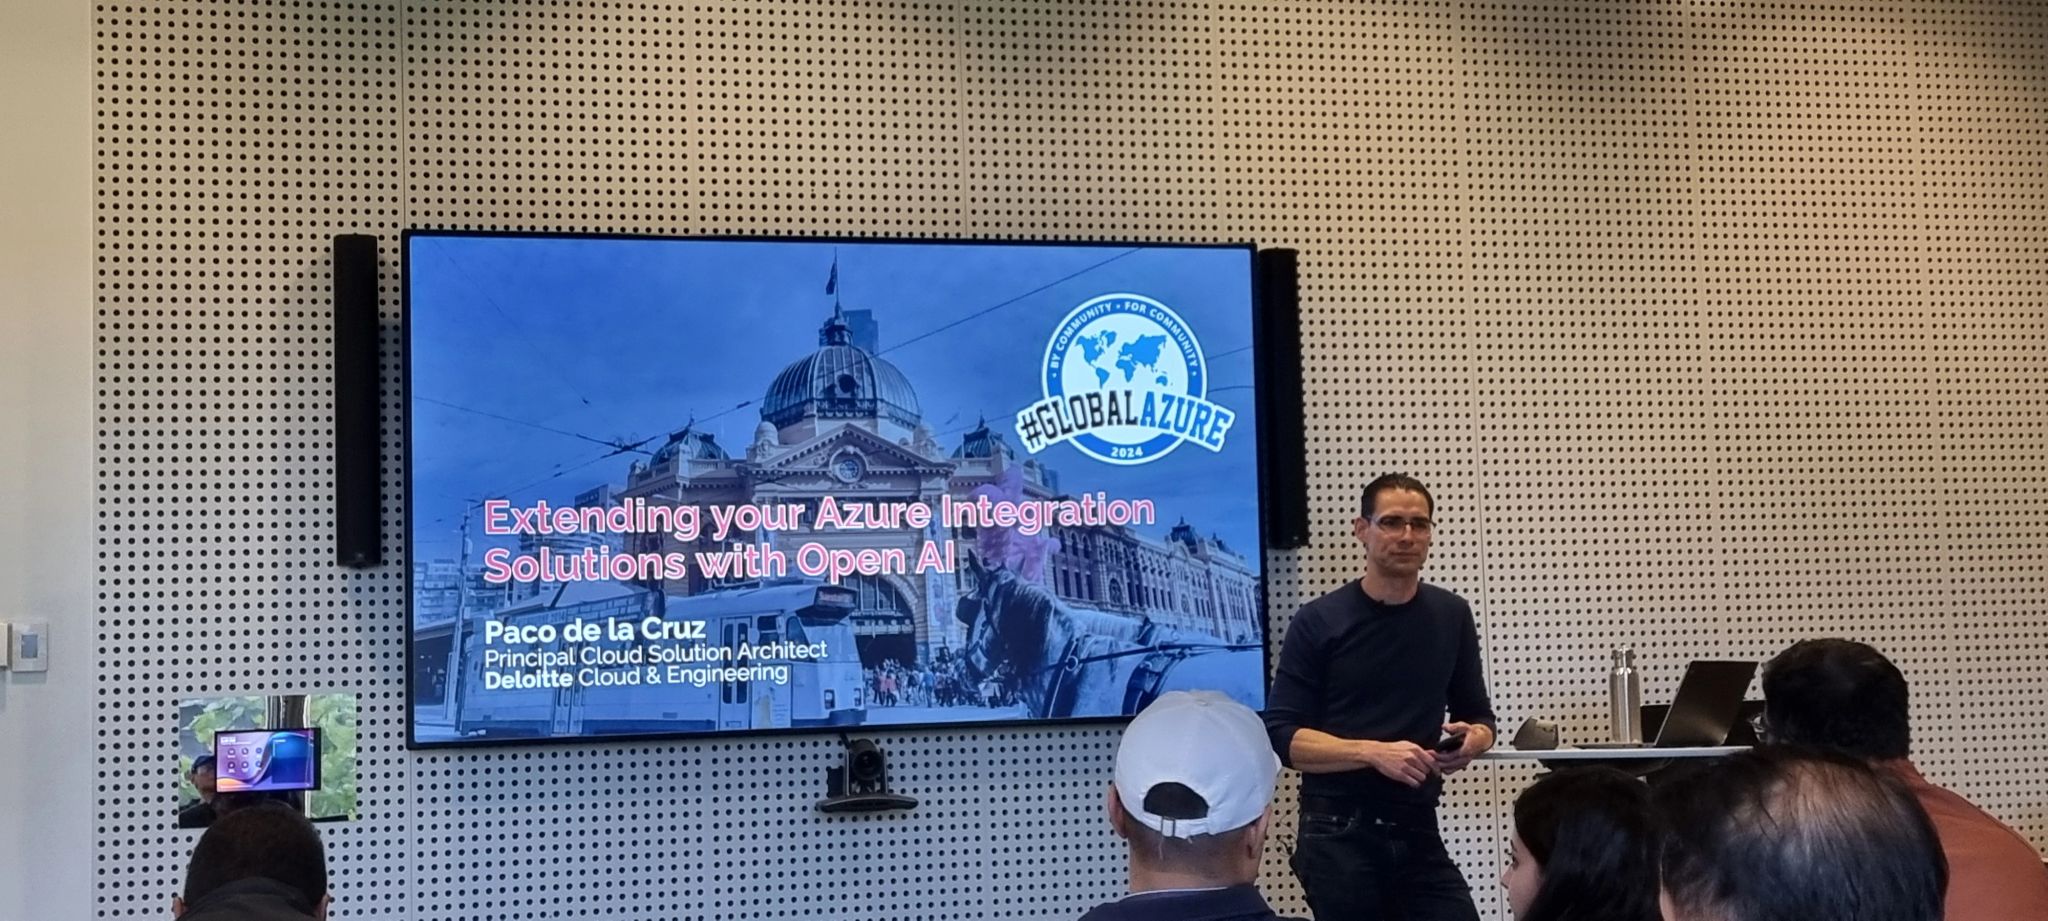 BY COMMUNITY • FOR COMMUNITY
#GLOBALAZURE
2024
Extending your Azure Integration
Solutions with Open AI
Paco de la Cruz
Principal Cloud Solution Architect
Deloitte Cloud & Engineering